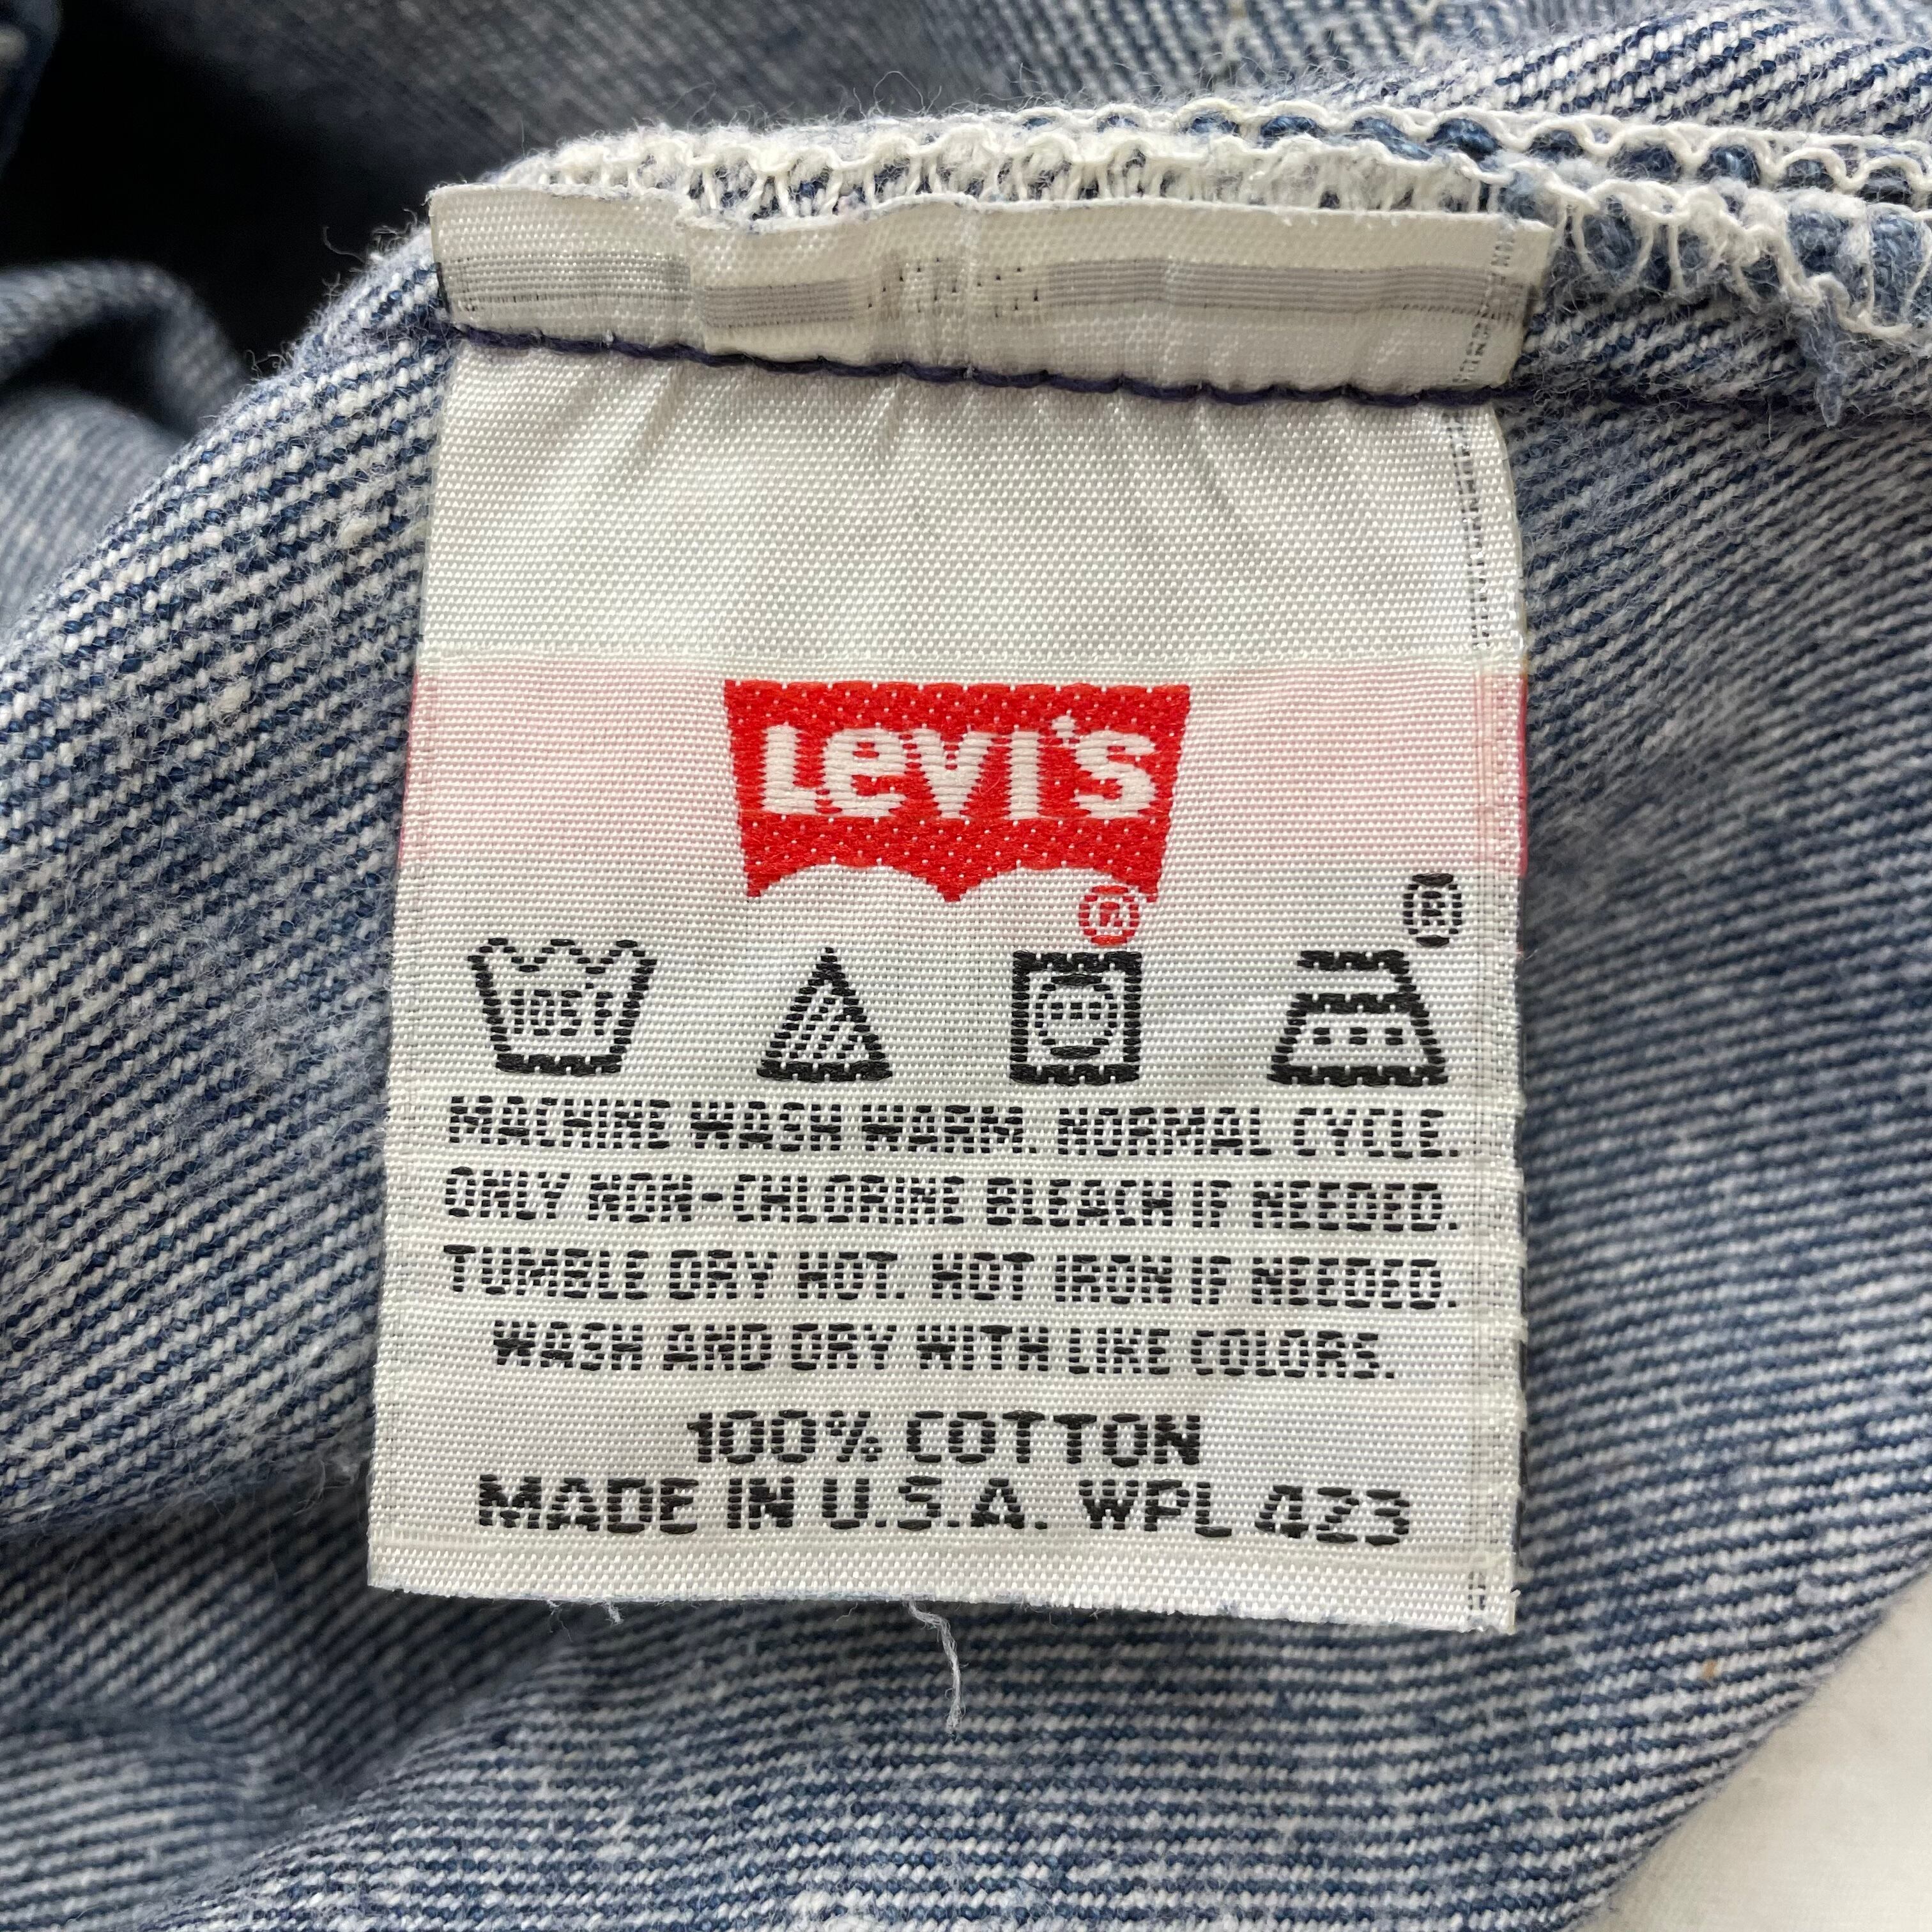 Levi's
®
®
105F
MACHINE WASH WARM. NORMAL CYCLE.
ONLY NON-CHLORINE BLEACH IF NEEDED.
TUMBLE DRY HOT. HOT IRON IF NEEDED.
WASH AND DRY WITH LIKE COLORS.
100% COTTON
MADE IN U.S.A. WPL 423